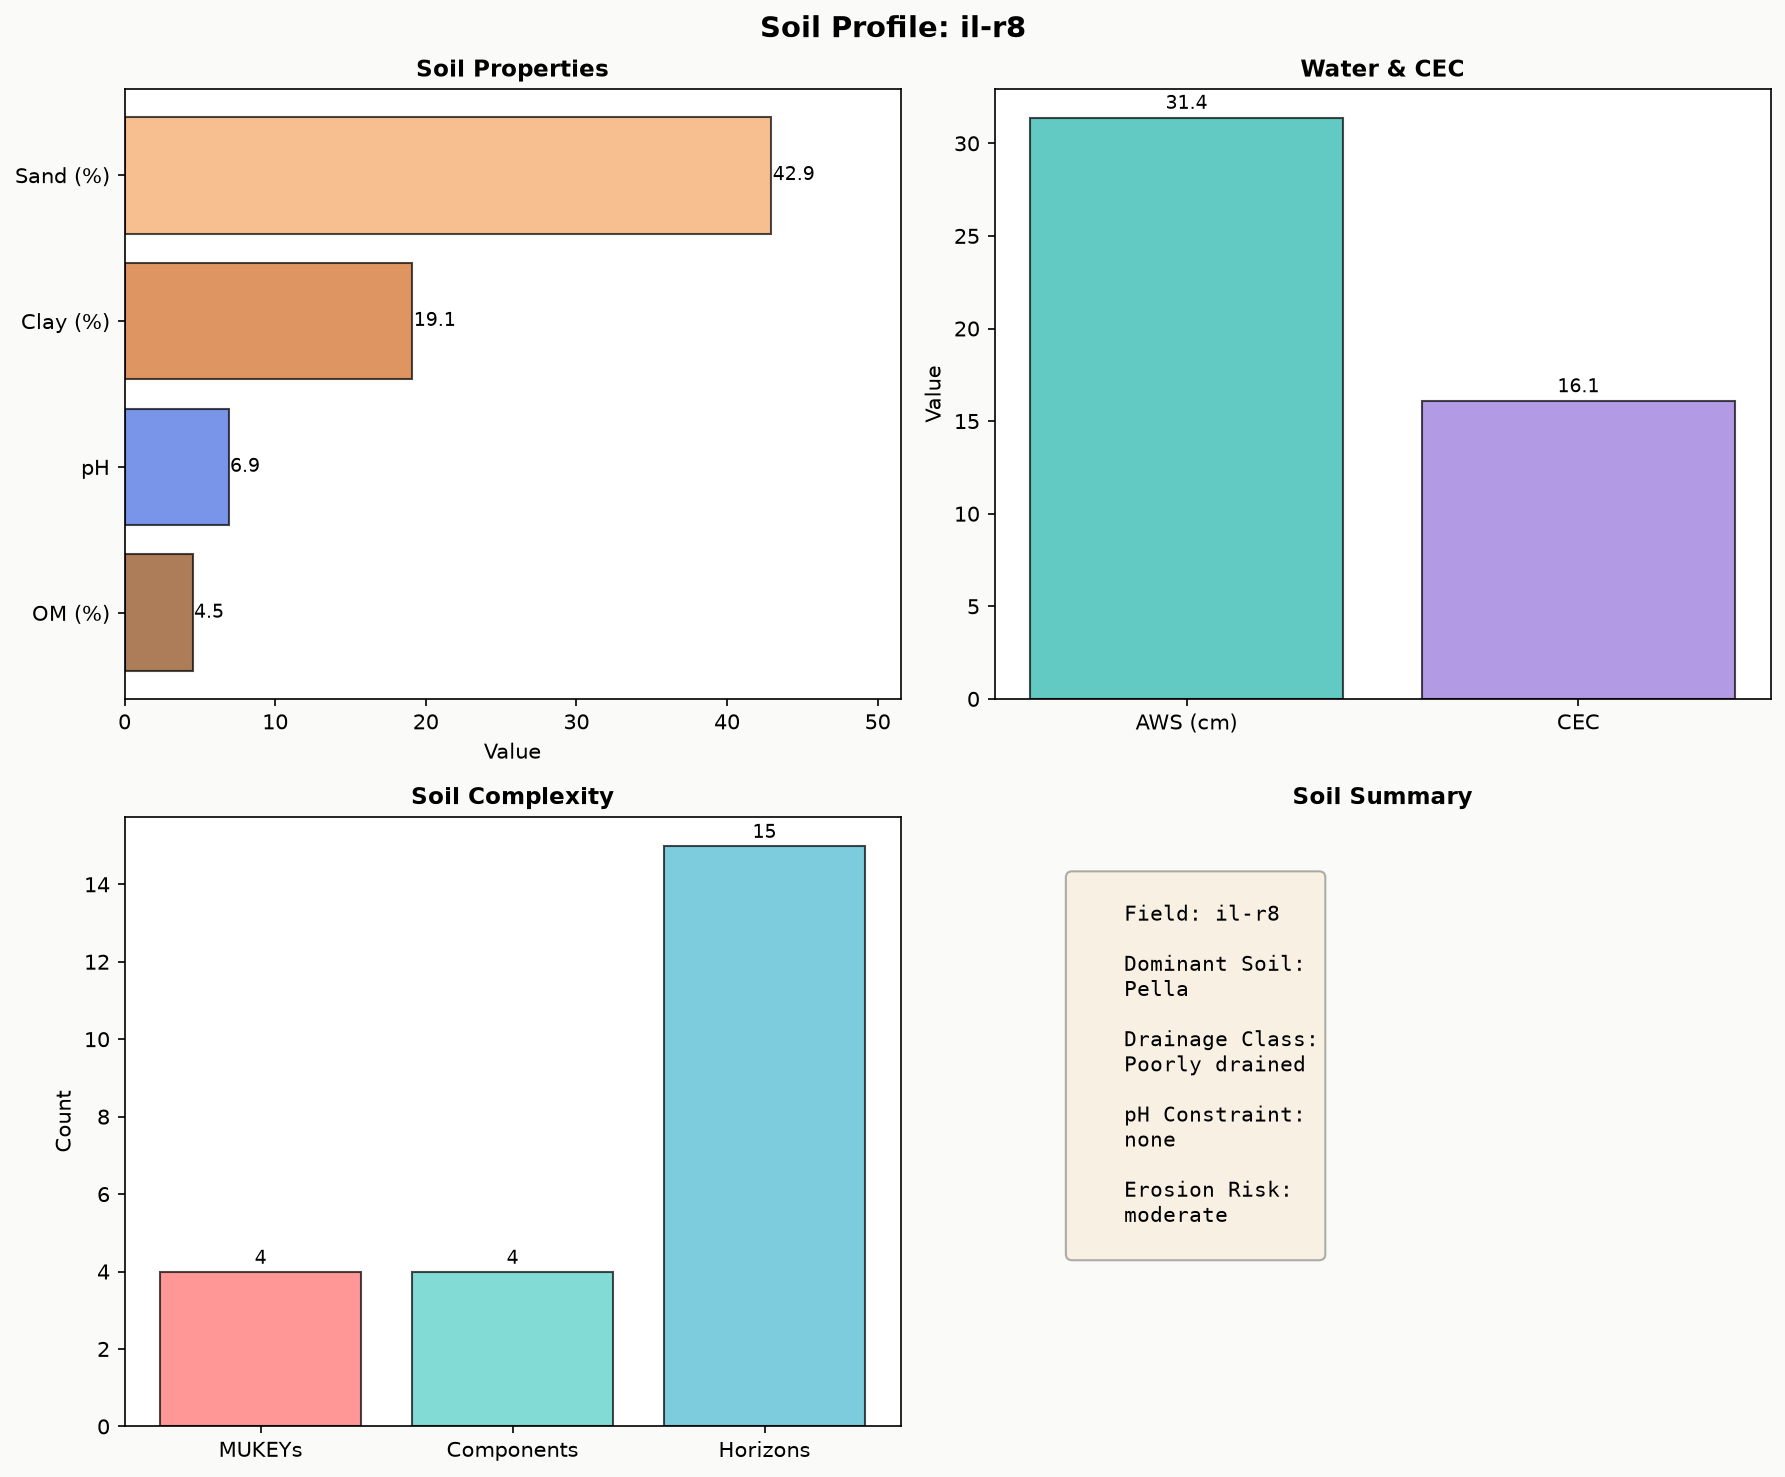 Soil Profile: il-r8
Soil Properties
Sand (%)
42.9
Clay (%)
19.1
pH
6.9
OM (%)
4.5
0 10 20 30 40 50
Value
Water & CEC
Value
30
25
20
15
10
5
0
31.4
16.1
AWS (cm) CEC
Soil Complexity
Count
14
12
10
8
6
4
2
0
4
4
15
MUKEYs Components Horizons
Soil Summary
Field: il-r8
Dominant Soil:
Pella
Drainage Class:
Poorly drained
pH Constraint:
none
Erosion Risk:
moderate